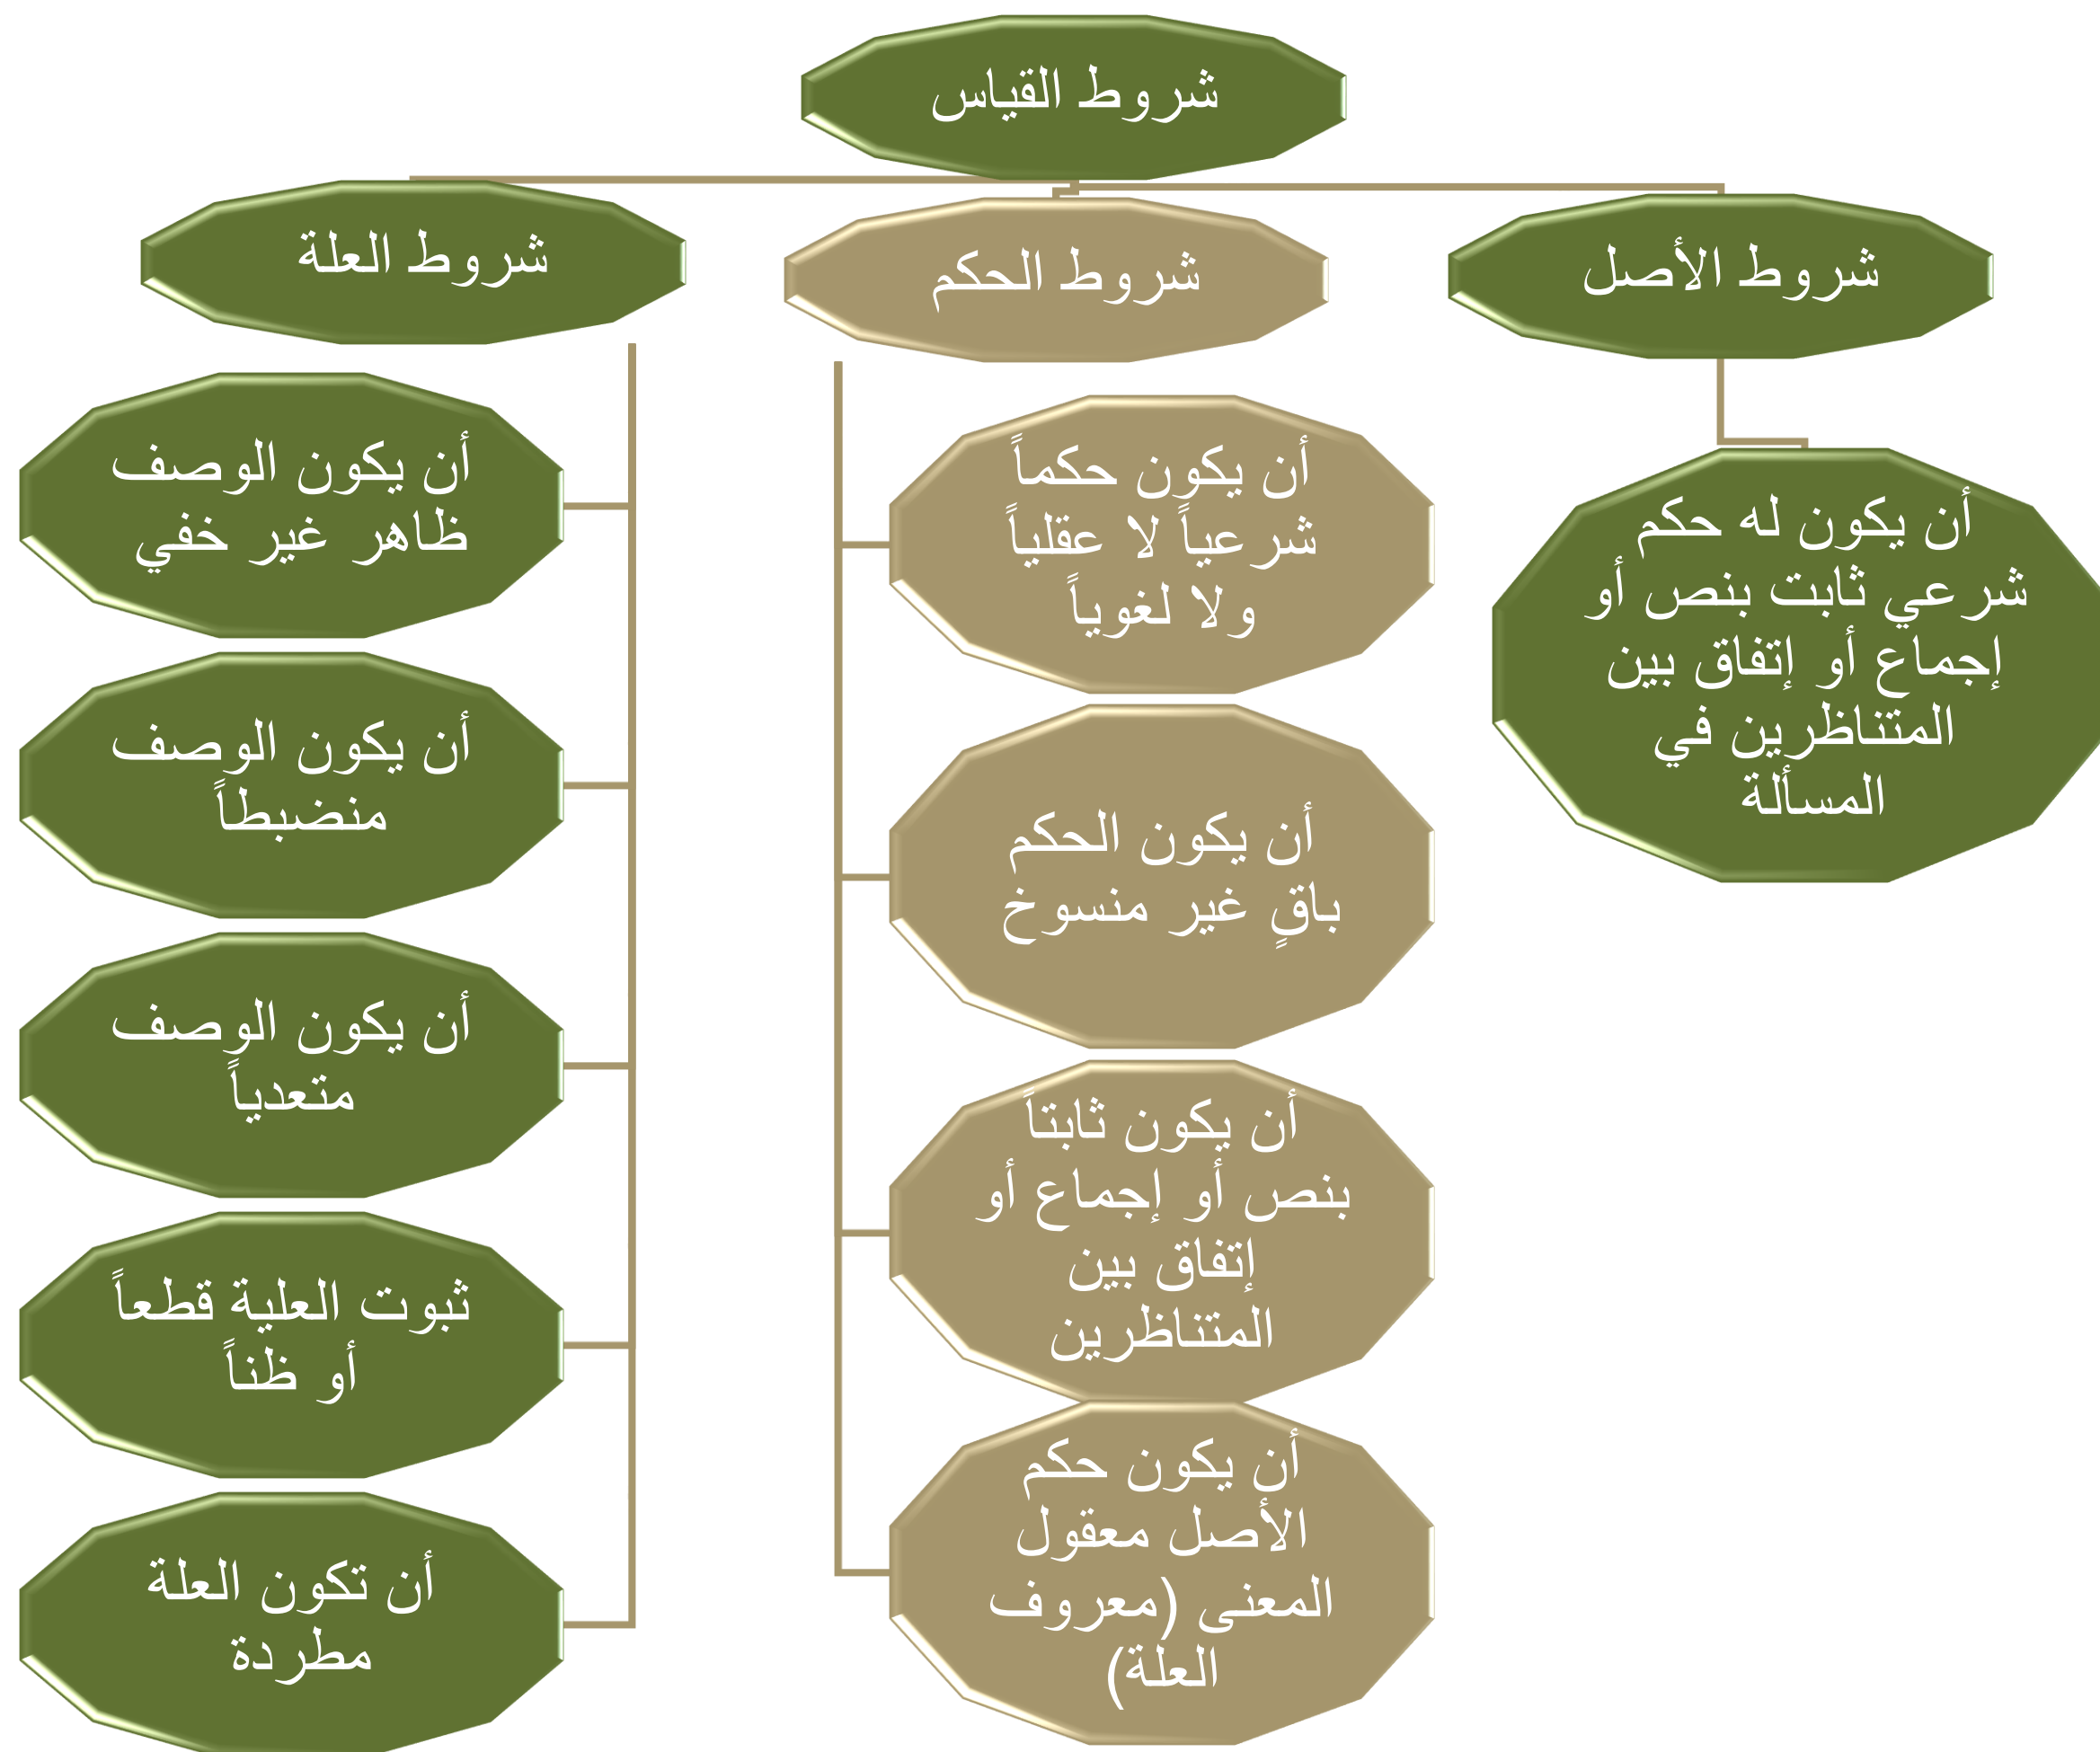 شروط القياس
شروط الأصل
أن يكون له حكم
شرعي ثابت بنص أو
إجماع أو إتفاق بين
المتناظرين في
المسألة
شروط الحكم
أن يكون حكماً
شرعياً لا عقلياً
ولا لغوياً
أن يكون الحكم
باقٍ غير منسوخ
أن يكون ثابتاً
بنص أو إجماع أو
إتفاق بين
المتناظرين
أن يكون حكم
الأصل معقول
المعنى (معروف
العلة)
شروط العلة
أن يكون الوصف
ظاهر غير خفي
أن يكون الوصف
منضبطاً
أن يكون الوصف
متعدياً
ثبوت العلية قطعاً
أو ظناً
أن تكون العلة
مطردة